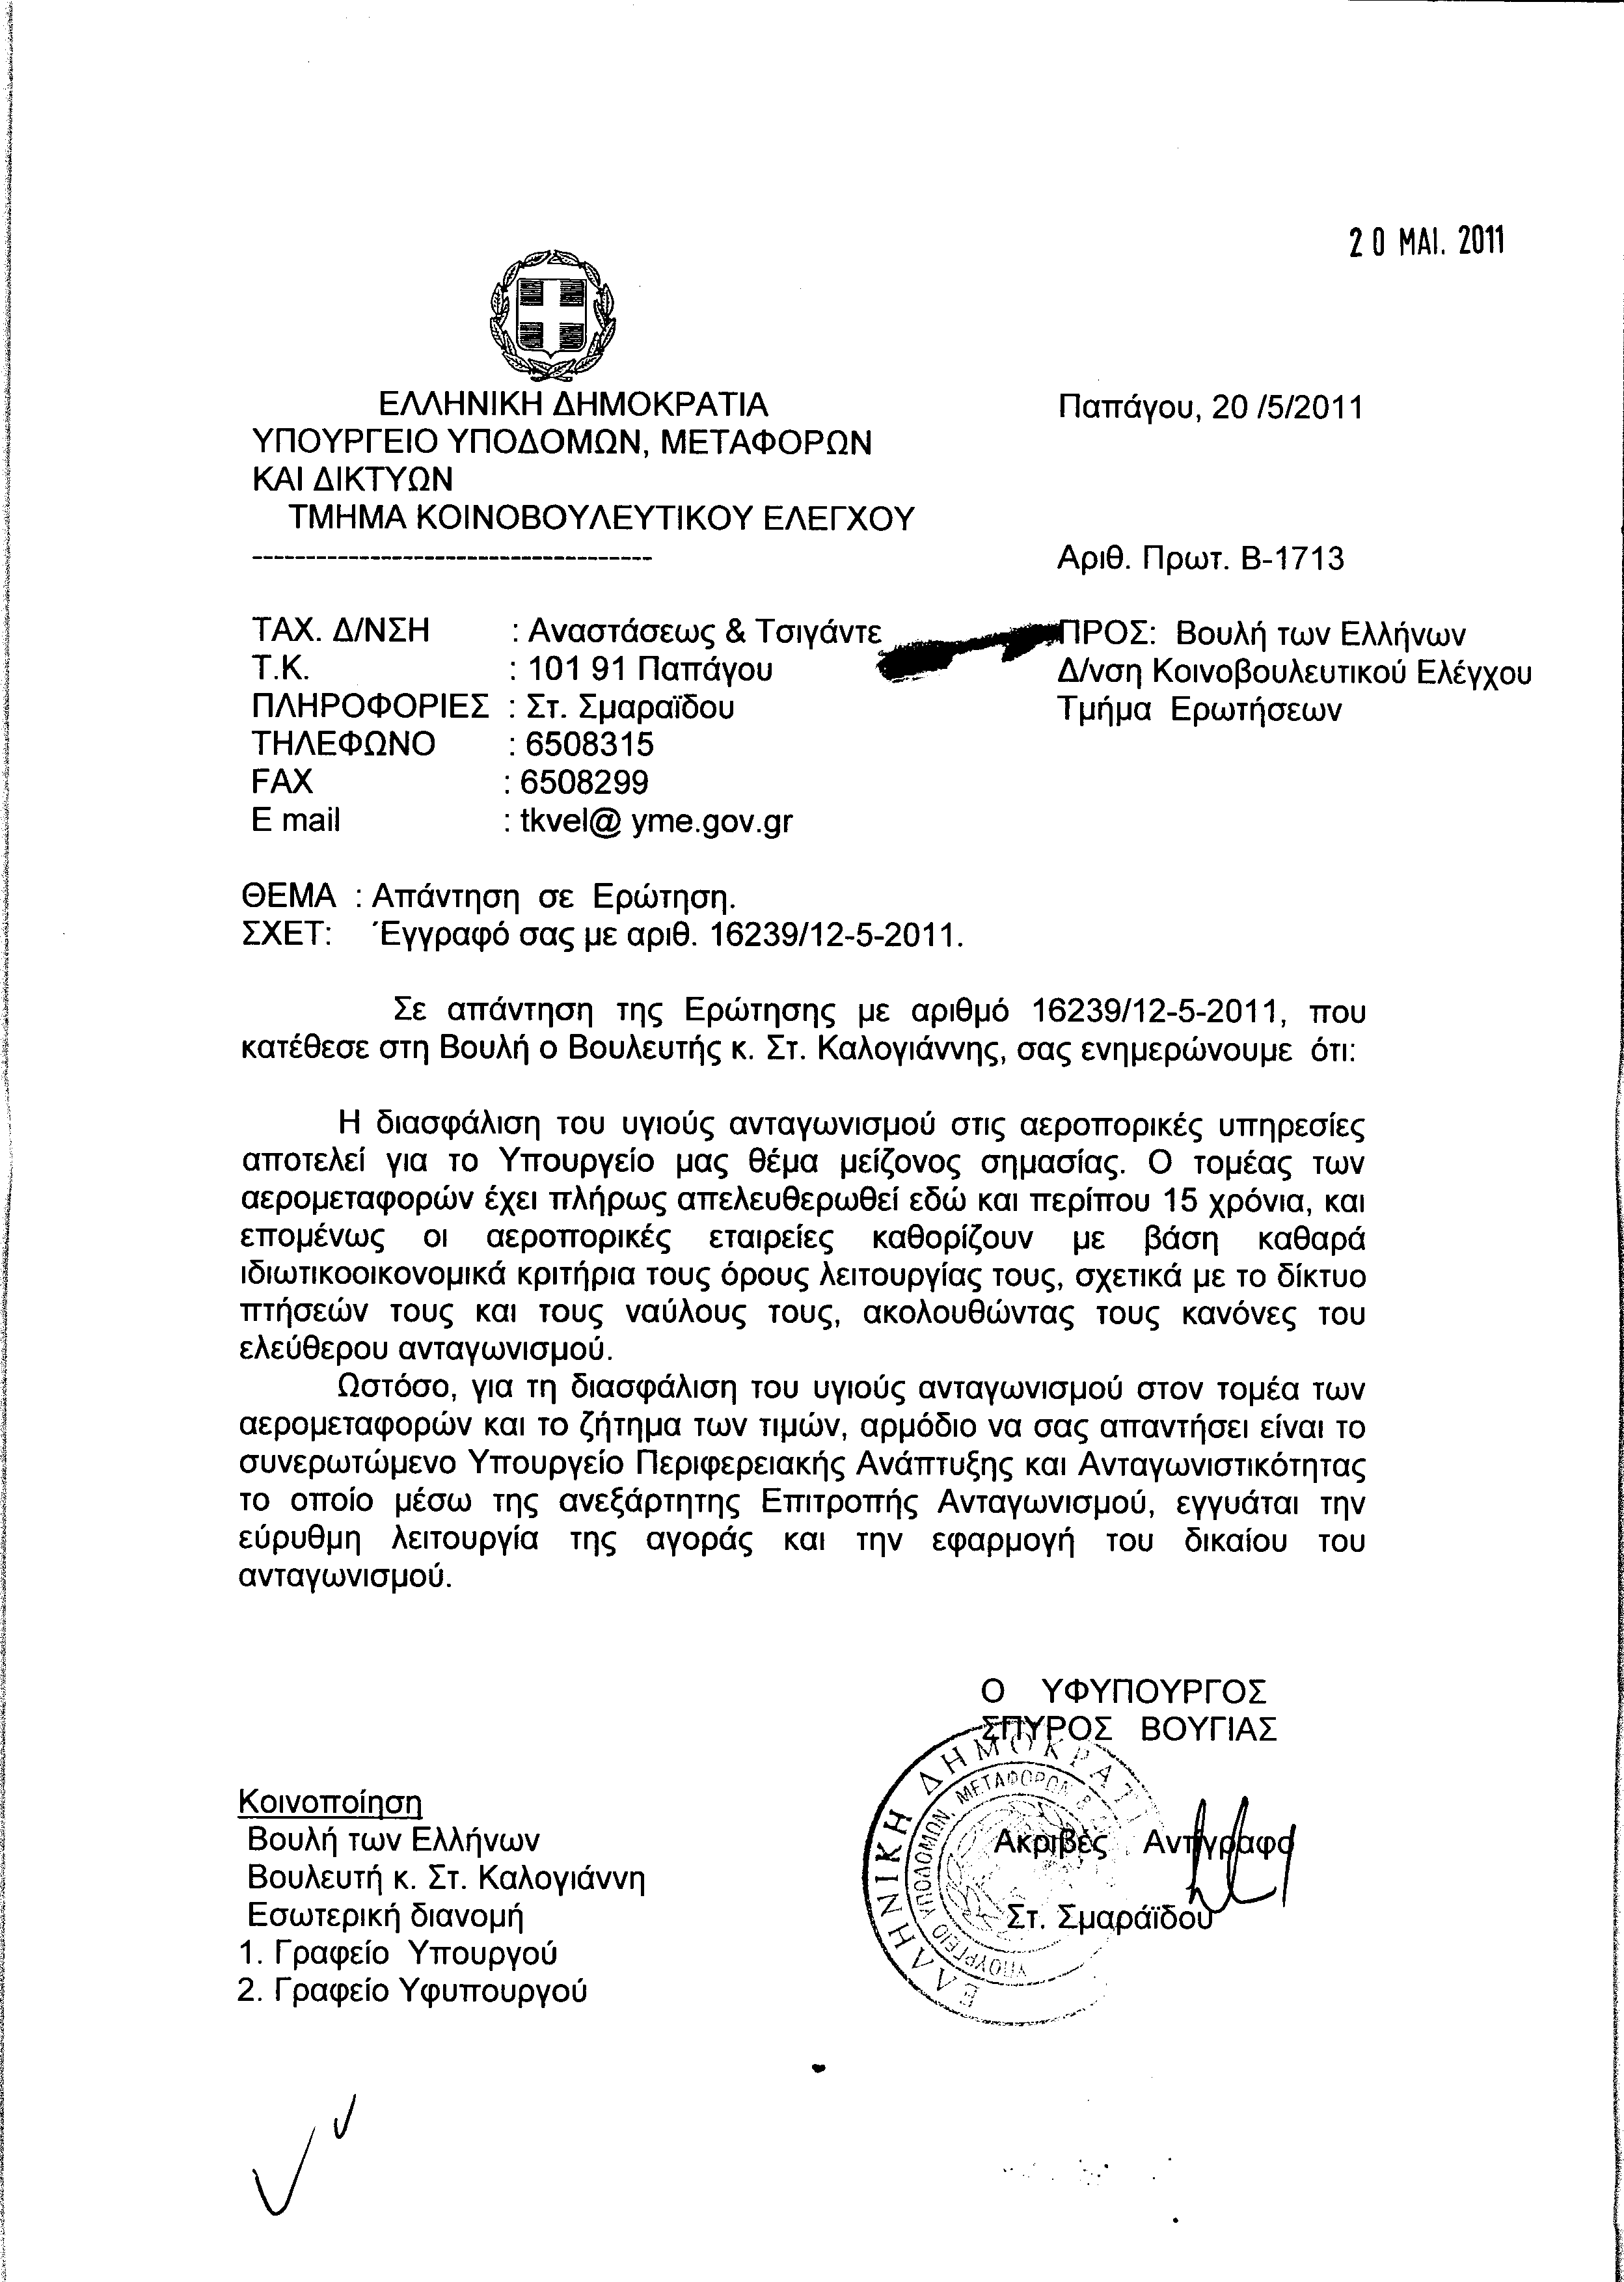 20 ΜΑΙ. 2011
ΕΛΛΗΝΙΚΗ ΔΗΜΟΚΡΑΤΙΑ
ΥΠΟΥΡΓΕΙΟ ΥΠΟΔΟΜΩΝ, ΜΕΤΑΦΟΡΩΝ
ΚΑΙ ΔΙΚΤΥΩΝ
ΤΜΗΜΑ ΚΟΙΝΟΒΟΥΛΕΥΤΙΚΟΥ ΕΛΕΓΧΟΥ
-------------------------------------
Παπάγου, 20 /5/2011
Αριθ. Πρωτ. Β-1713
ΤΑΧ. Δ/ΝΣΗ : Αναστάσεως & Τσιγάντε
Τ.Κ. : 101 91 Παπάγου
ΠΛΗΡΟΦΟΡΙΕΣ : Στ. Σμαραϊδου
ΤΗΛΕΦΩΝΟ : 6508315
FAX : 6508299
E mail : tkvel@ yme.gov.gr
ΠΡΟΣ: Βουλή των Ελλήνων
Δ/νση Κοινοβουλευτικού Ελέγχου
Τμήμα Ερωτήσεων
ΘΕΜΑ : Απάντηση σε Ερώτηση.
ΣΧΕΤ: Έγγραφό σας με αριθ. 16239/12-5-2011.
Σε απάντηση της Ερώτησης με αριθμό 16239/12-5-2011, που
κατέθεσε στη Βουλή ο Βουλευτής κ. Στ. Καλογιάννης, σας ενημερώνουμε ότι:
Η διασφάλιση του υγιούς ανταγωνισμού στις αεροπορικές υπηρεσίες
αποτελεί για το Υπουργείο μας θέμα μείζονος σημασίας. Ο τομέας των
αερομεταφορών έχει πλήρως απελευθερωθεί εδώ και περίπου 15 χρόνια, και
επομένως οι αεροπορικές εταιρείες καθορίζουν με βάση καθαρά
ιδιωτικοοικονομικά κριτήρια τους όρους λειτουργίας τους, σχετικά με το δίκτυο
πτήσεών τους και τους ναύλους τους, ακολουθώντας τους κανόνες του
ελεύθερου ανταγωνισμού.
Ωστόσο, για τη διασφάλιση του υγιούς ανταγωνισμού στον τομέα των
αερομεταφορών και το ζήτημα των τιμών, αρμόδιο να σας απαντήσει είναι το
συνερωτώμενο Υπουργείο Περιφερειακής Ανάπτυξης και Ανταγωνιστικότητας
το οποίο μέσω της ανεξάρτητης Επιτροπής Ανταγωνισμού, εγγυάται την
εύρυθμη λειτουργία της αγοράς και την εφαρμογή του δικαίου του
ανταγωνισμού.
Ο ΥΦΥΠΟΥΡΓΟΣ
ΣΠΥΡΟΣ ΒΟΥΓΙΑΣ
ΕΛΛΗΝΙΚΗ ΔΗΜΟΚΡΑΤΙ
ΥΠΟΥΡΓΕΙΟ ΥΠΟΔΟΜΩΝ, ΜΕΤΑΦΟΡΩΝ
Ακριβές Αντίγραφο
Στ. Σμαράϊδου
Κοινοποίηση
Βουλή των Ελλήνων
Βουλευτή κ. Στ. Καλογιάννη
Εσωτερική διανομή
1. Γραφείο Υπουργού
2. Γραφείο Υφυπουργού